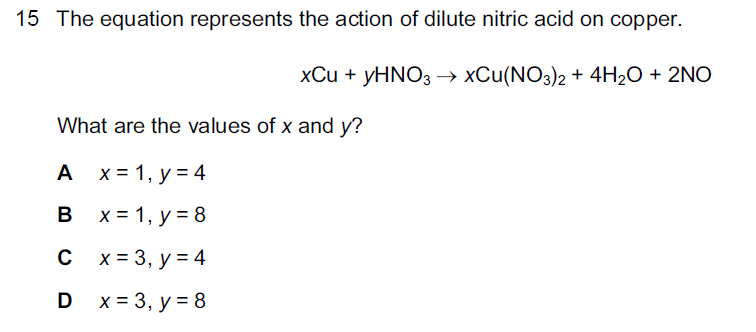 15 The equation represents the action of dilute nitric acid on copper.
xCu + yHNO₃ → xCu(NO₃)₂ + 4H₂O + 2NO
What are the values of x and y?
A x = 1, y = 4
B x = 1, y = 8
C x = 3, y = 4
D x = 3, y = 8